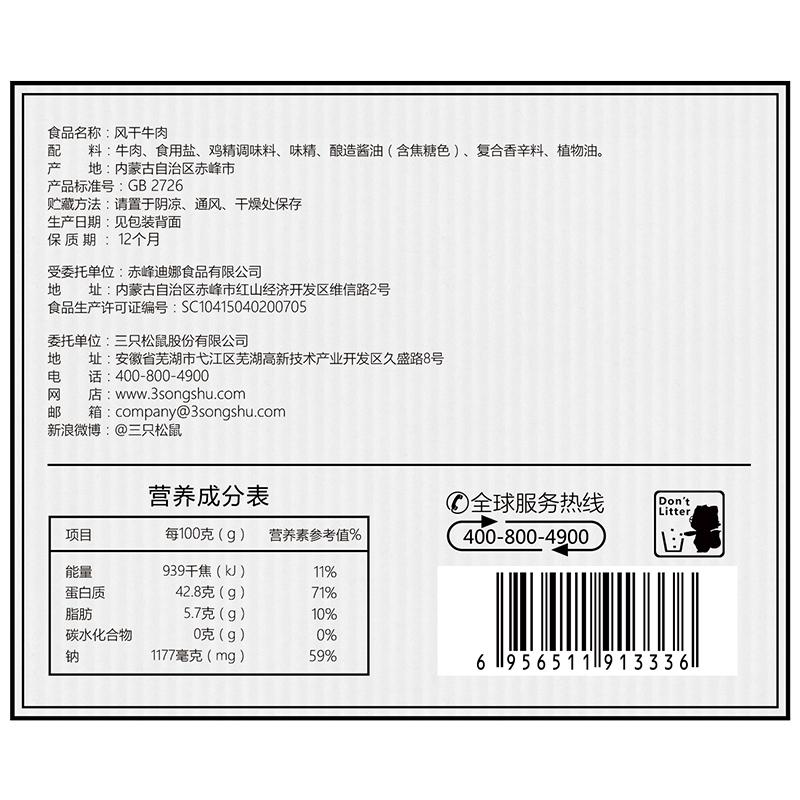 食品名称：风干牛肉
配 料：牛肉、食用盐、鸡精调味料、味精、酿造酱油（含焦糖色）、复合香辛料、植物油。
产 地：内蒙古自治区赤峰市
产品标准号：GB 2726
贮藏方法：请置于阴凉、通风、干燥处保存
生产日期：见包装背面
保 质 期 ：12个月
受委托单位：赤峰迪娜食品有限公司
地 址：内蒙古自治区赤峰市红山经济开发区维信路2号
食品生产许可证编号：SC10415040200705
委托单位：三只松鼠股份有限公司
地 址：安徽省芜湖市弋江区芜湖高新技术产业开发区久盛路8号
电 话：400-800-4900
网 店：www.3songshu.com
邮 箱：company@3songshu.com
新浪微博：@三只松鼠
营养成分表
项目 每100克（g） 营养素参考值%
能量 939千焦（kJ） 11%
蛋白质 42.8克（g） 71%
脂肪 5.7克（g） 10%
碳水化合物 0克（g） 0%
钠 1177毫克（mg） 59%
全球服务热线
400-800-4900
Don't
Litter
6 956511 913336